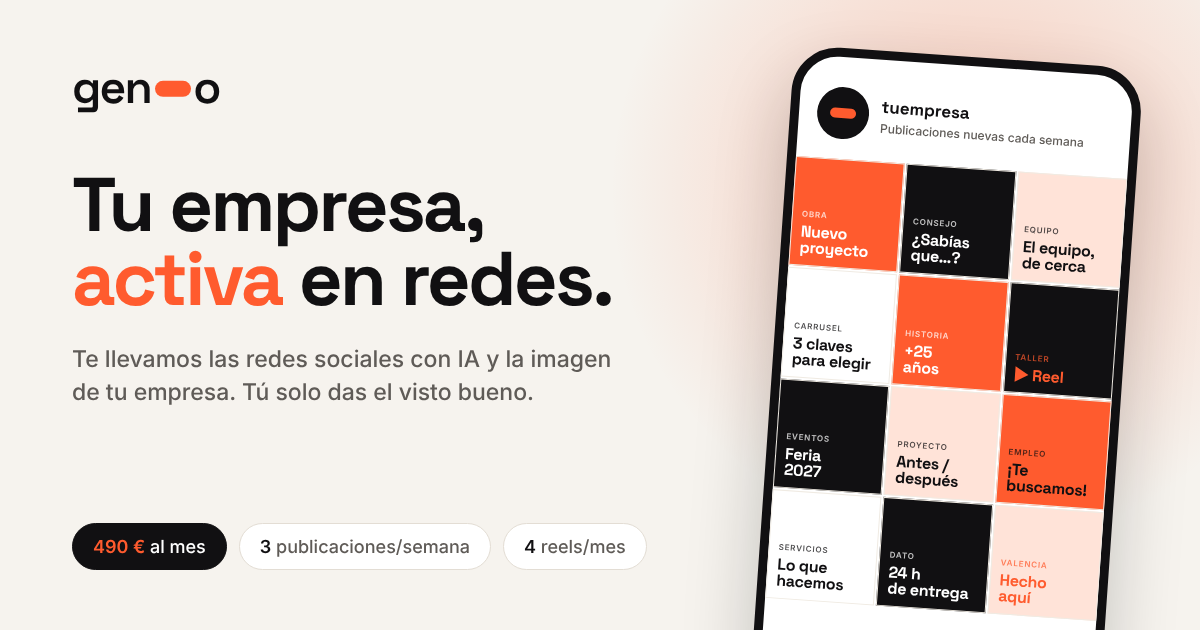 geno
Tu empresa,
activa en redes.
Te llevamos las redes sociales con IA y la imagen
de tu empresa. Tú solo das el visto bueno.
490 € al mes
3 publicaciones/semana
4 reels/mes
tuempresa
Publicaciones nuevas cada semana
OBRA
Nuevo
proyecto
CONSEJO
¿Sabías
que...?
EQUIPO
El equipo,
de cerca
CARRUSEL
3 claves
para elegir
HISTORIA
+25
años
TALLER
▶ Reel
EVENTOS
Feria
2027
PROYECTO
Antes /
después
EMPLEO
¡Te
buscamos!
SERVICIOS
Lo que
hacemos
DATO
24 h
de entrega
VALENCIA
Hecho
aquí